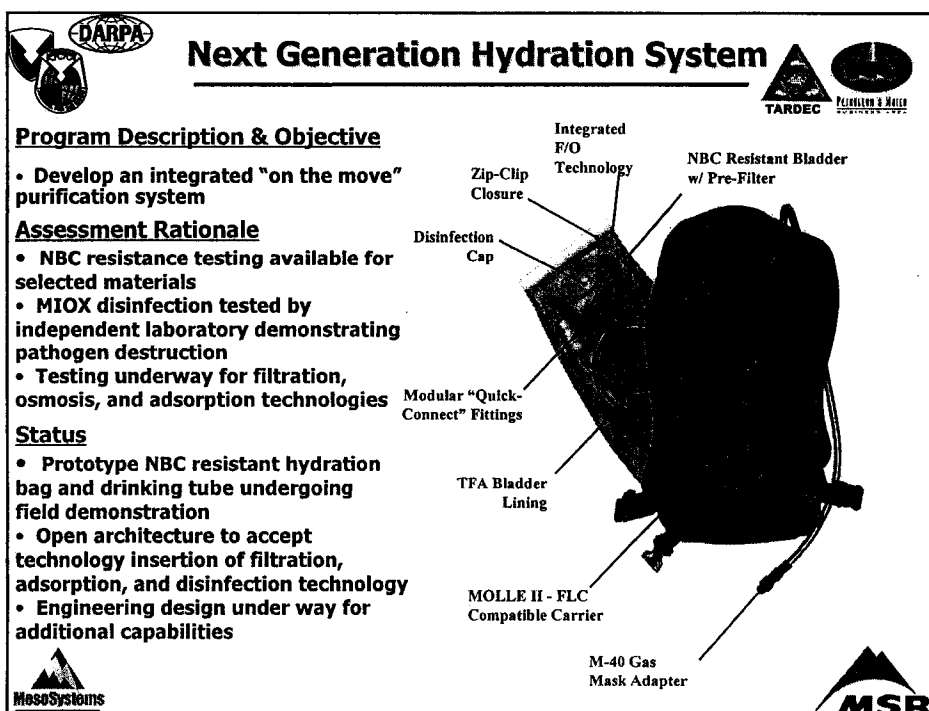 DARPA
Next Generation Hydration System
TARDEC
PETROLEUM & WATER
BUSINESS AREA
Program Description & Objective
• Develop an integrated "on the move"
purification system
Assessment Rationale
• NBC resistance testing available for
selected materials
• MIOX disinfection tested by
independent laboratory demonstrating
pathogen destruction
• Testing underway for filtration,
osmosis, and adsorption technologies
Status
• Prototype NBC resistant hydration
bag and drinking tube undergoing
field demonstration
• Open architecture to accept
technology insertion of filtration,
adsorption, and disinfection technology
• Engineering design under way for
additional capabilities
Integrated
F/O
Technology
Zip-Clip
Closure
NBC Resistant Bladder
w/ Pre-Filter
Disinfection
Cap
Modular "Quick-
Connect" Fittings
TFA Bladder
Lining
MOLLE II - FLC
Compatible Carrier
M-40 Gas
Mask Adapter
MesoSystems
MSR